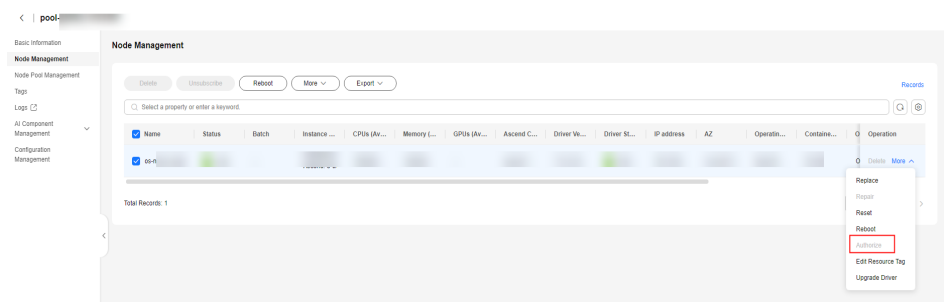 pool-
Basic Information
Node Management
Node Pool Management
Tags
Logs
AI Component
Management
Configuration
Management
Node Management
Delete Unsubscribe Reboot More Export
Records
Select a property or enter a keyword.
Name Status Batch Instance ... CPUs (Av... Memory (... GPUs (Av... Ascend C... Driver Ve... Driver St... IP address AZ Operatin... Containe... O Operation
os-n O Delete More
Total Records: 1
Replace
Repair
Reset
Reboot
Authorize
Edit Resource Tag
Upgrade Driver